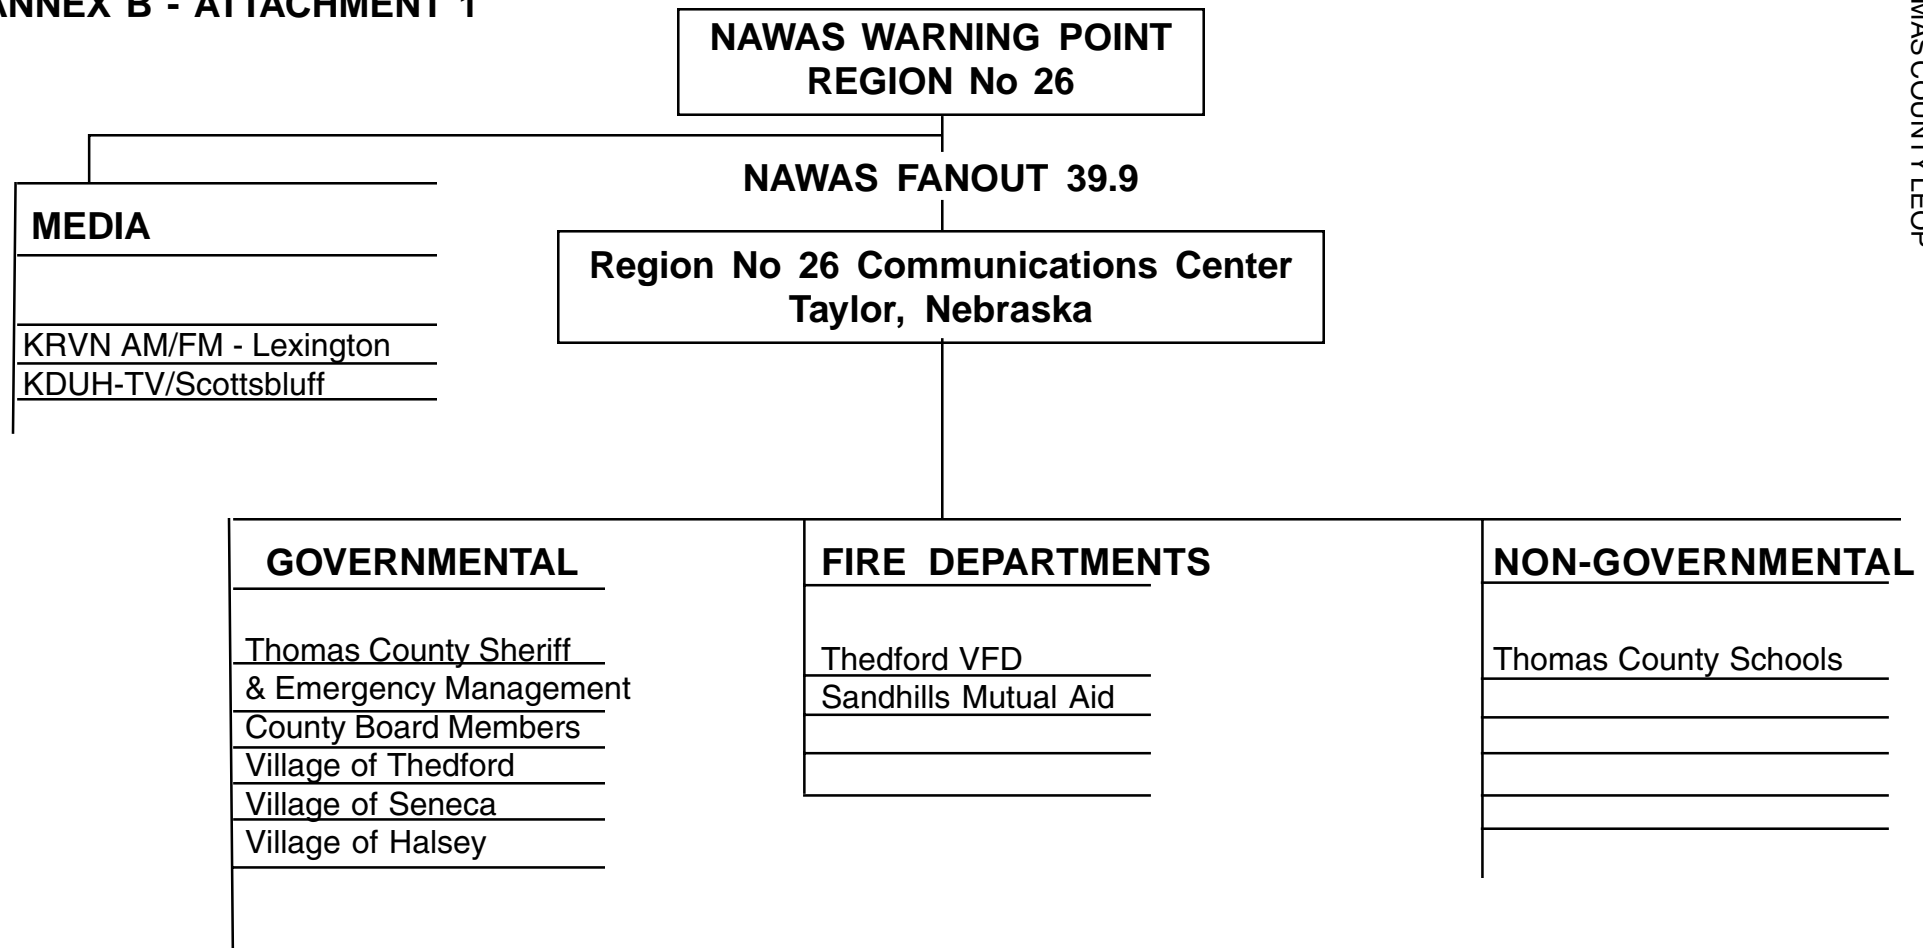 ANNEX B - ATTACHMENT 1
NAWAS WARNING POINT
REGION No 26
NAWAS FANOUT 39.9
MEDIA
KRVN AM/FM - Lexington
KDUH-TV/Scottsbluff
Region No 26 Communications Center
Taylor, Nebraska
GOVERNMENTAL
Thomas County Sheriff
& Emergency Management
County Board Members
Village of Thedford
Village of Seneca
Village of Halsey
FIRE DEPARTMENTS
Thedford VFD
Sandhills Mutual Aid
NON-GOVERNMENTAL
Thomas County Schools
COUNTY LEOP